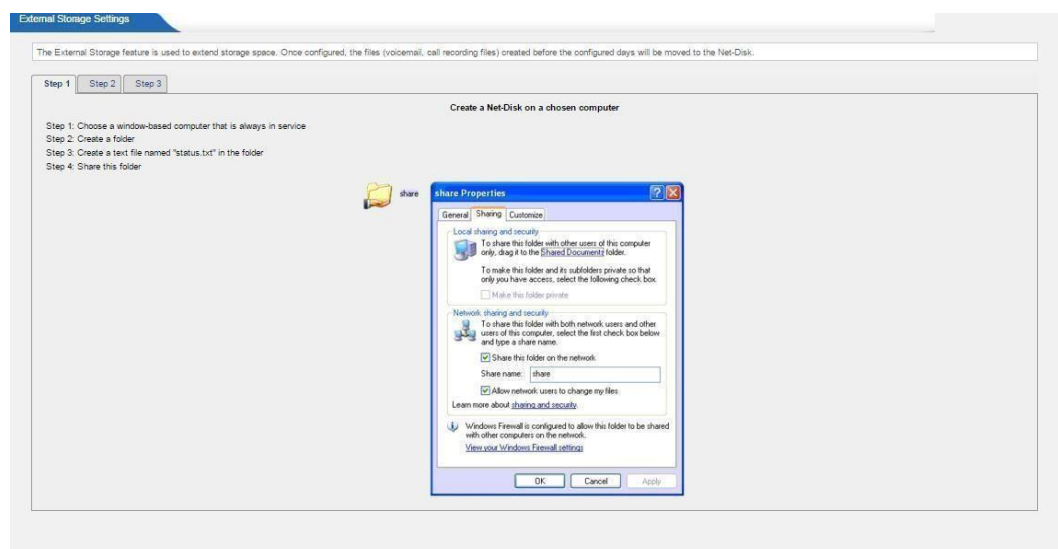 External Storage Settings
The External Storage feature is used to extend storage space. Once configured, the files (voicemail, call recording files) created before the configured days will be moved to the Net-Disk.
Step 1 Step 2 Step 3
Create a Net-Disk on a chosen computer
Step 1: Choose a window-based computer that is always in service
Step 2: Create a folder
Step 3: Create a text file named "status.txt" in the folder
Step 4: Share this folder
share
share Properties
General Sharing Customize
Local sharing and security
To share this folder with other users of this computer
only, drag it to the Shared Documents folder.
To make this folder and its subfolders private so that
only you have access, select the following check box.
Make this folder private
Network sharing and security
To share this folder with both network users and other
users of this computer, select the first check box below
and type a share name.
Share this folder on the network
Share name: share
Allow network users to change my files
Learn more about sharing and security.
Windows Firewall is configured to allow this folder to be shared
with other computers on the network.
View your Windows Firewall settings
OK Cancel Apply